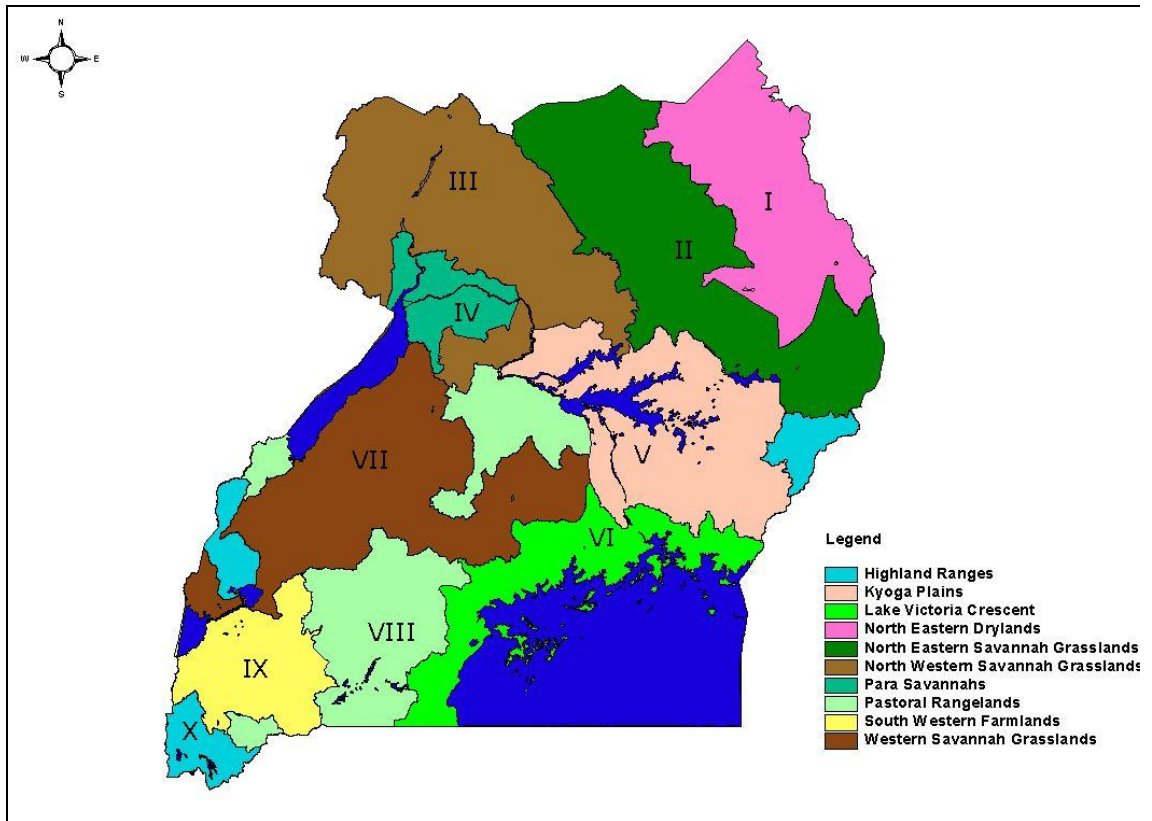 N
W E
S
I
II
III
IV
V
VI
VII
VIII
IX
X
Legend
Highland Ranges
Kyoga Plains
Lake Victoria Crescent
North Eastern Drylands
North Eastern Savannah Grasslands
North Western Savannah Grasslands
Para Savannahs
Pastoral Rangelands
South Western Farmlands
Western Savannah Grasslands